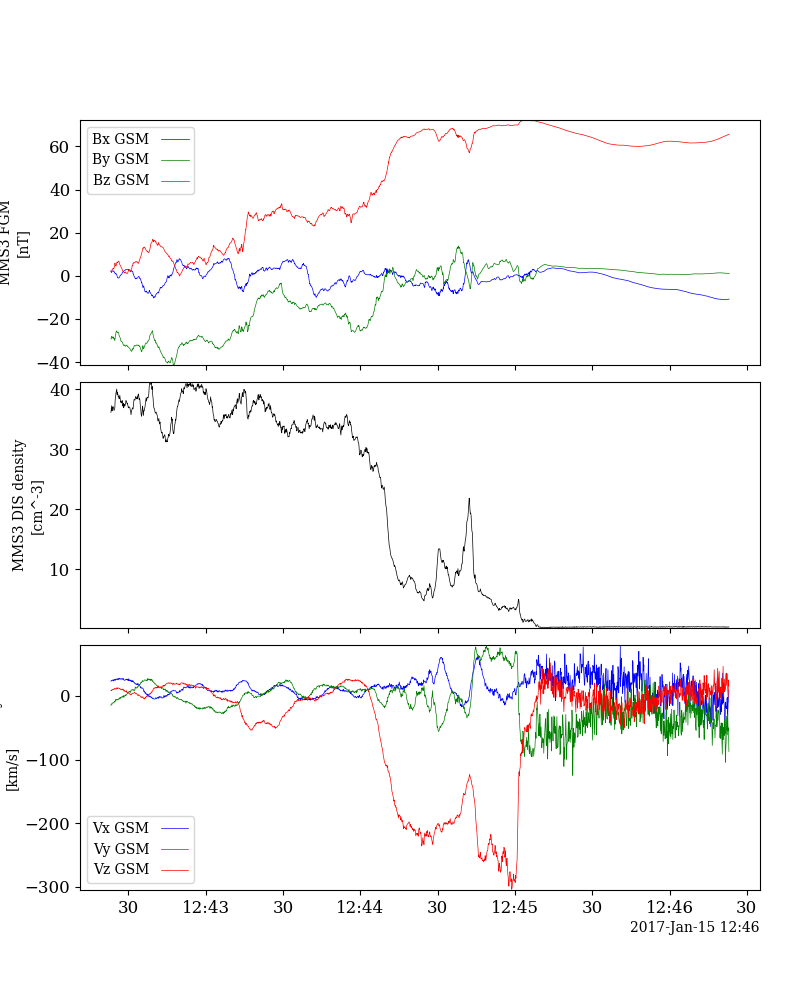 Bx GSM
By GSM
Bz GSM
MMS3 FGM
[nT]
60
40
20
0
−20
−40
MMS3 DIS density
[cm^-3]
40
30
20
10
[km/s]
0
−100
−200
−300
Vx GSM
Vy GSM
Vz GSM
30 12:43 30 12:44 30 12:45 30 12:46 30
2017-Jan-15 12:46